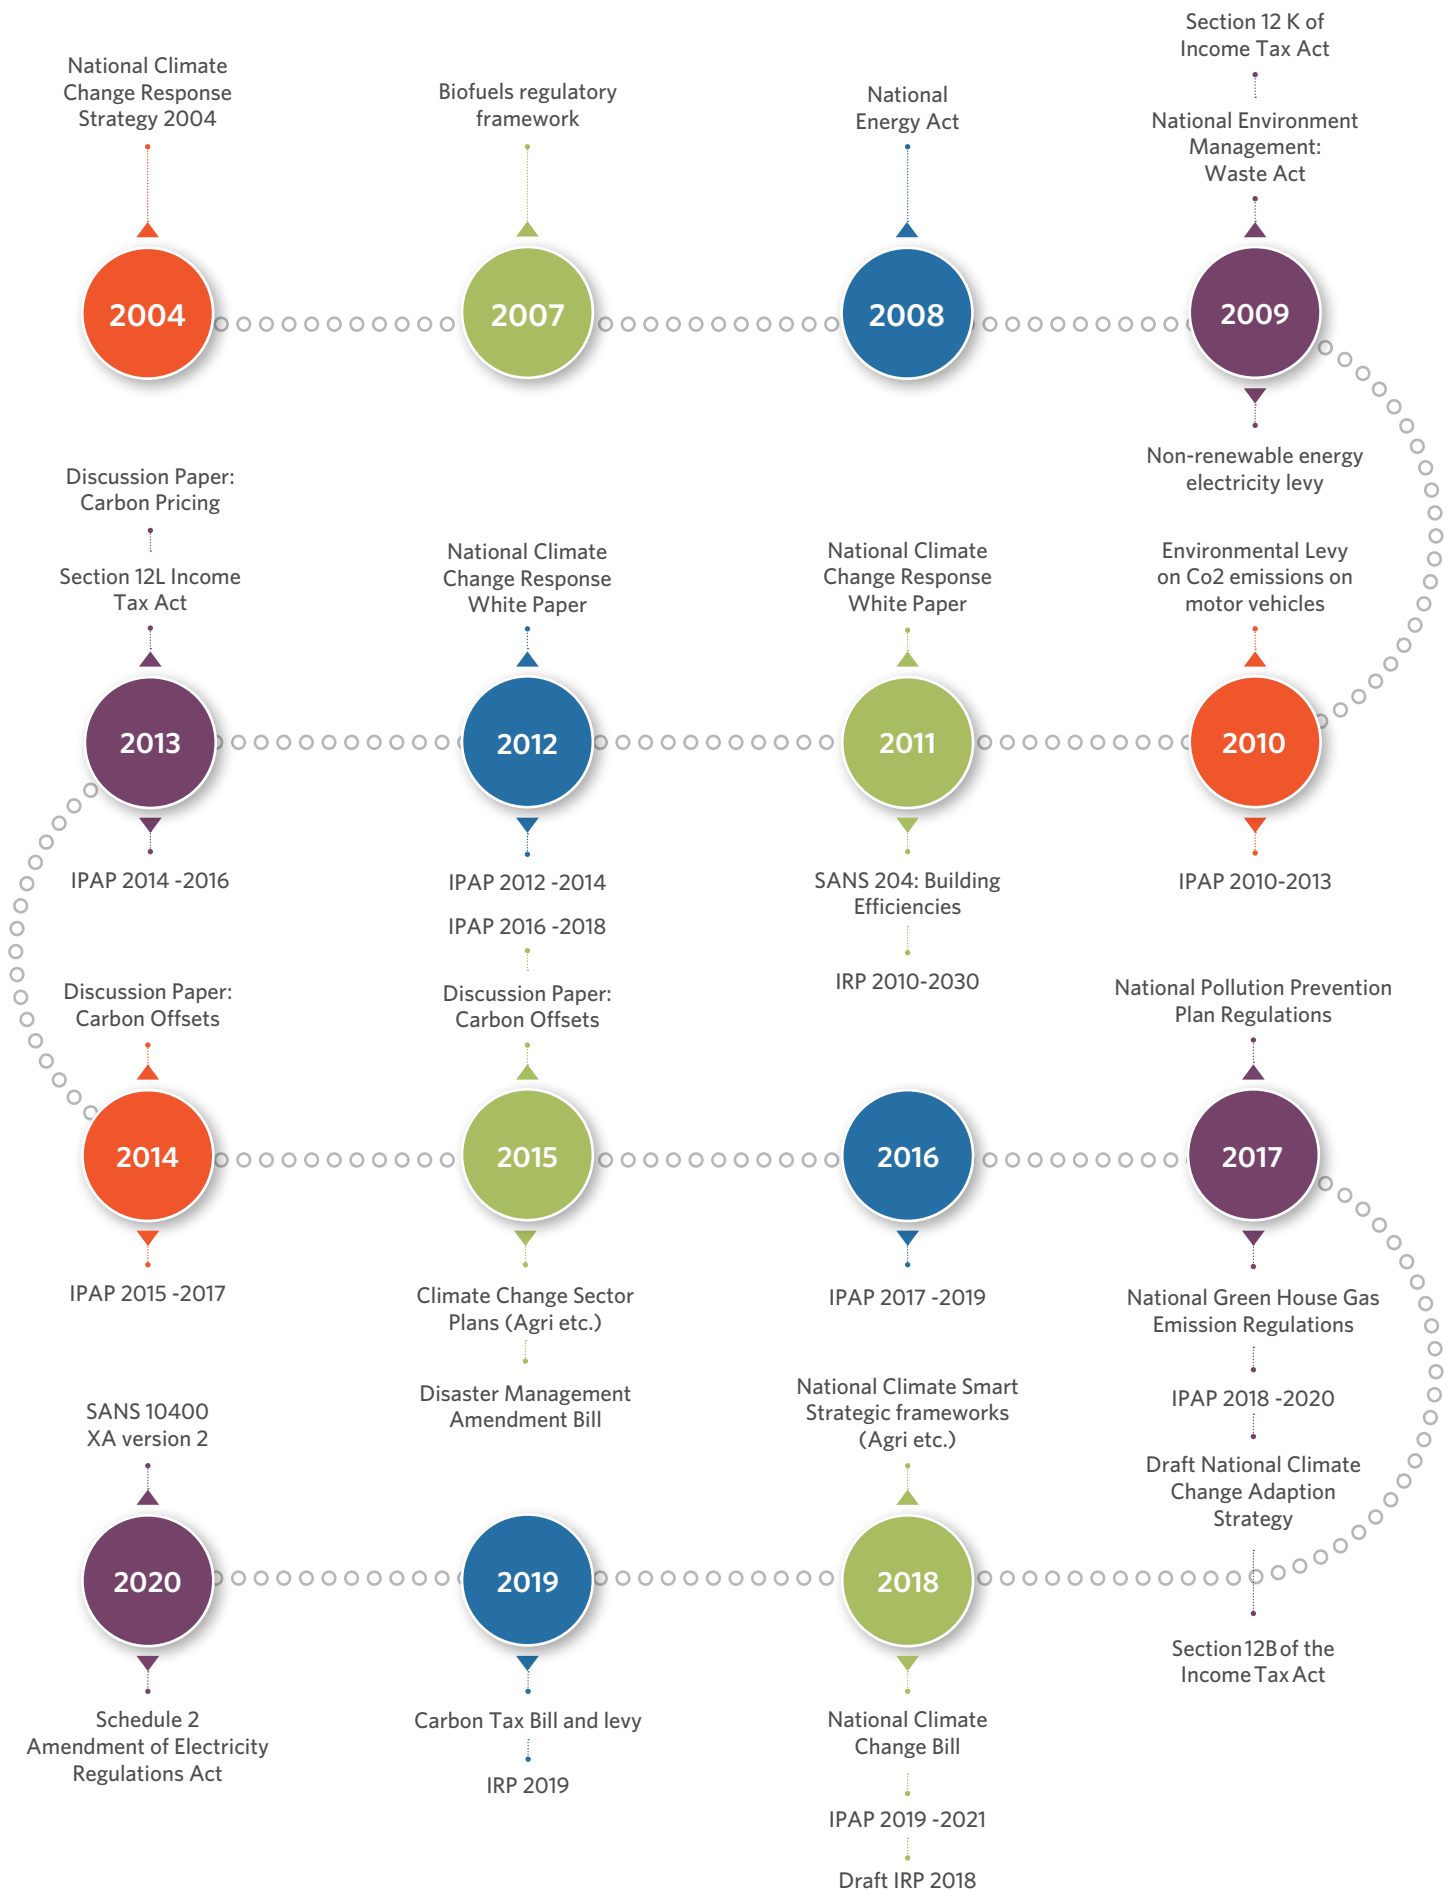 National Climate
Change Response
Strategy 2004
2004
Biofuels regulatory
framework
2007
National
Energy Act
2008
Section 12 K of
Income Tax Act
National Environment
Management:
Waste Act
2009
Non-renewable energy
electricity levy
Environmental Levy
on Co2 emissions on
motor vehicles
2010
IPAP 2010-2013
National Climate
Change Response
White Paper
2011
SANS 204: Building
Efficiencies
IRP 2010-2030
National Climate
Change Response
White Paper
2012
IPAP 2012 -2014
Discussion Paper:
Carbon Pricing
Section 12L Income
Tax Act
2013
IPAP 2014 -2016
Discussion Paper:
Carbon Offsets
2014
IPAP 2015 -2017
IPAP 2016 -2018
Discussion Paper:
Carbon Offsets
2015
Climate Change Sector
Plans (Agri etc.)
Disaster Management
Amendment Bill
2016
IPAP 2017 -2019
National Pollution Prevention
Plan Regulations
2017
National Green House Gas
Emission Regulations
IPAP 2018 -2020
Draft National Climate
Change Adaption
Strategy
Section 12B of the
Income Tax Act
National Climate Smart
Strategic frameworks
(Agri etc.)
2018
National Climate
Change Bill
IPAP 2019 -2021
Draft IRP 2018
2019
Carbon Tax Bill and levy
IRP 2019
SANS 10400
XA version 2
2020
Schedule 2
Amendment of Electricity
Regulations Act